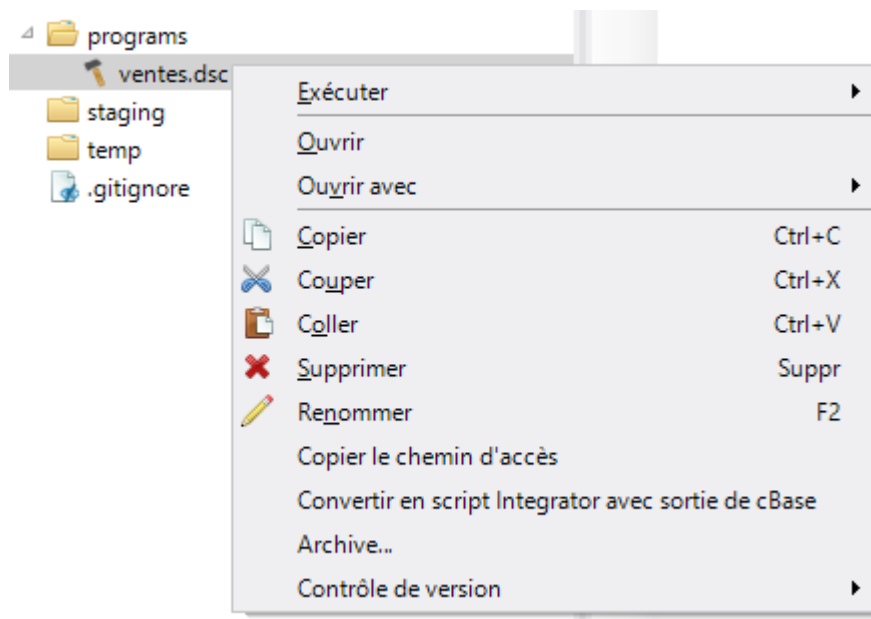 programs
ventes.dsc
staging
temp
.gitignore
Exécuter
Ouvrir
Ouvrir avec
Copier Ctrl+C
Couper Ctrl+X
Coller Ctrl+V
Supprimer Suppr
Renommer F2
Copier le chemin d'accès
Convertir en script Integrator avec sortie de cBase
Archive...
Contrôle de version